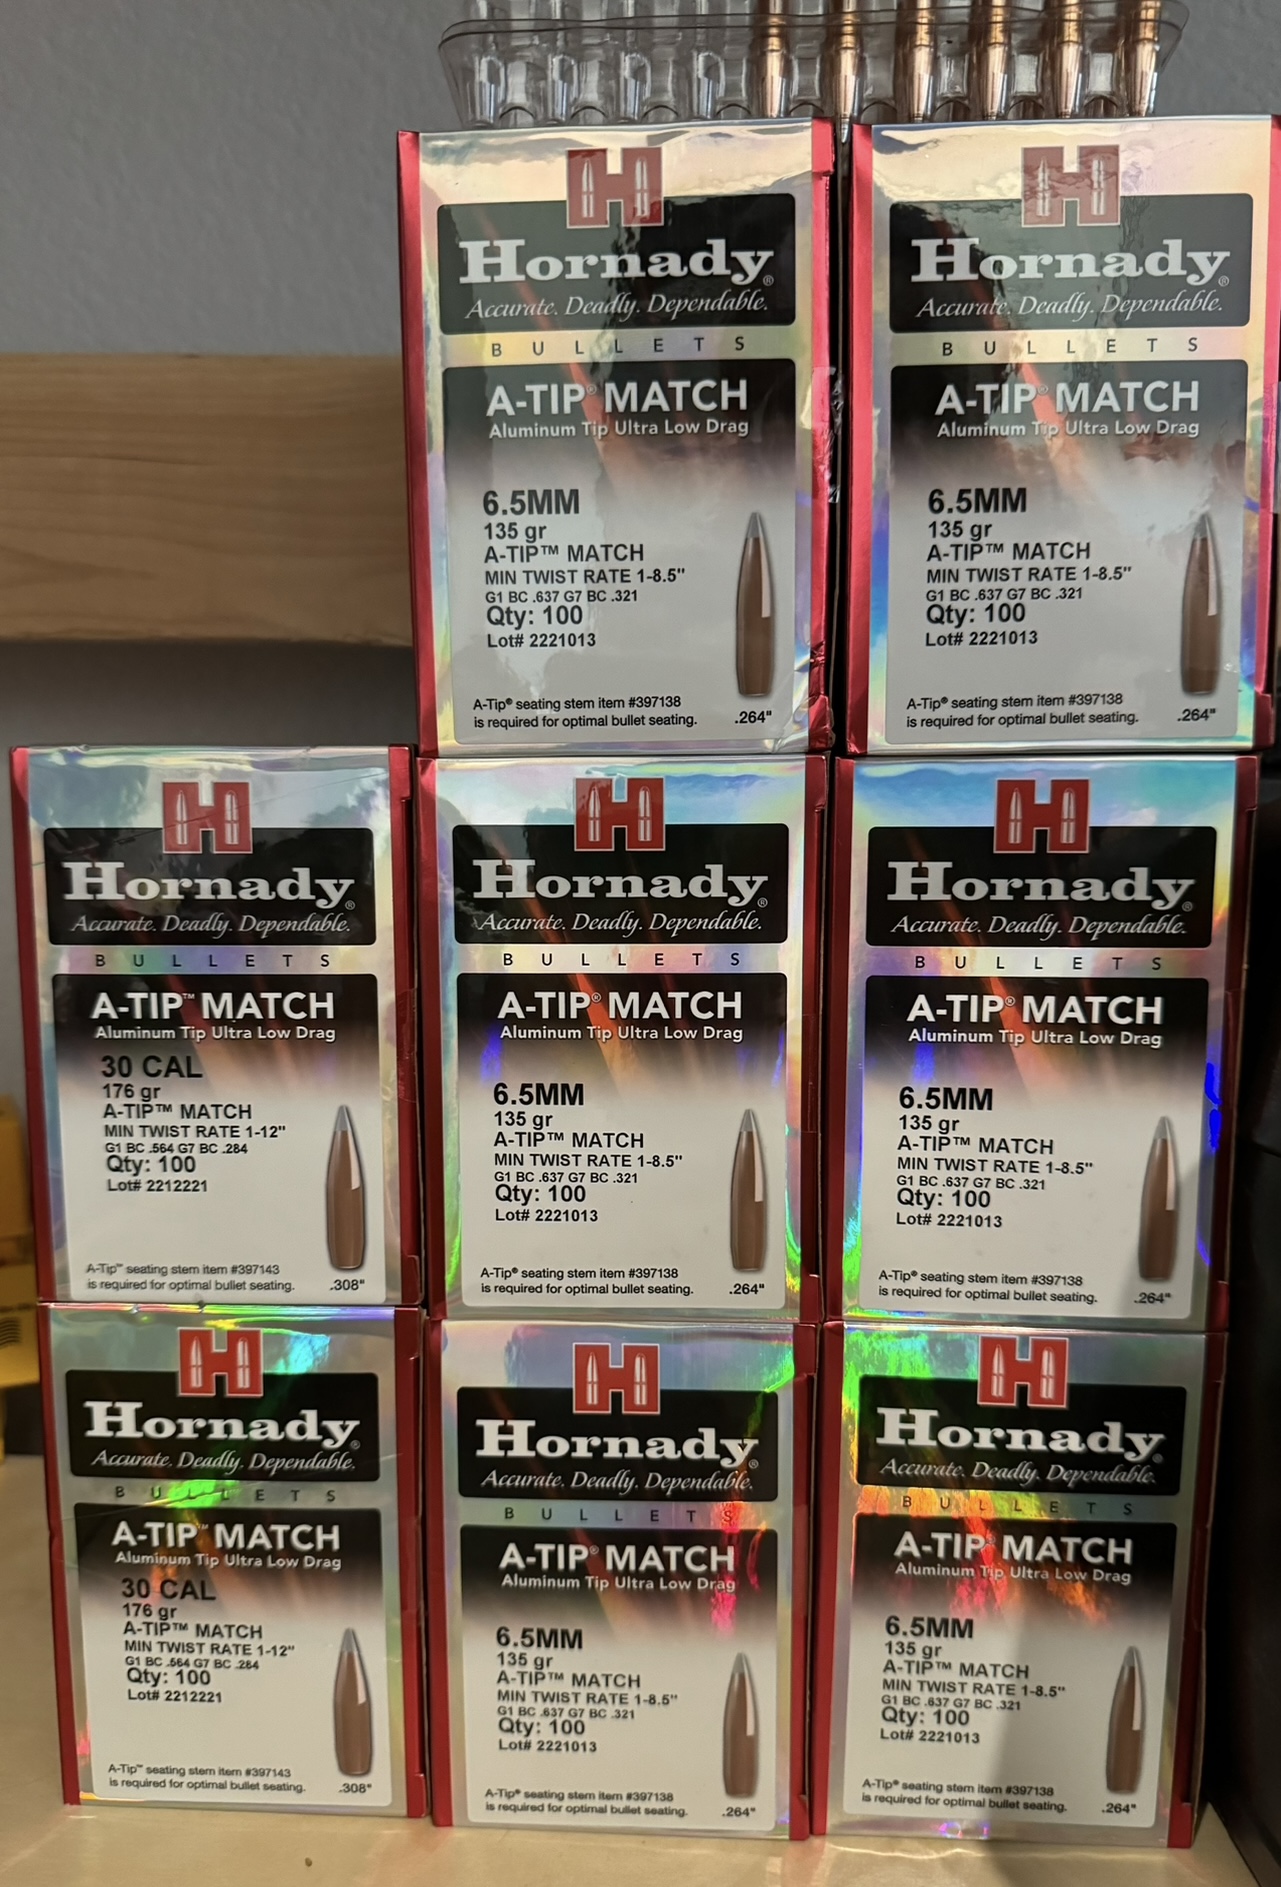 Hornady®
Accurate. Deadly. Dependable.
BULLETS
A-TIP® MATCH
Aluminum Tip Ultra Low Drag
6.5MM
135 gr
A-TIP™ MATCH
MIN TWIST RATE 1-8.5"
G1 BC .637 G7 BC .321
Qty: 100
Lot# 2221013
A-Tip® seating stem item #397138
is required for optimal bullet seating.
.264"
Hornady®
Accurate. Deadly. Dependable.
BULLETS
A-TIP® MATCH
Aluminum Tip Ultra Low Drag
6.5MM
135 gr
A-TIP™ MATCH
MIN TWIST RATE 1-8.5"
G1 BC .637 G7 BC .321
Qty: 100
Lot# 2221013
A-Tip® seating stem item #397138
is required for optimal bullet seating.
.264"
Hornady®
Accurate. Deadly. Dependable.
BULLETS
A-TIP™ MATCH
Aluminum Tip Ultra Low Drag
30 CAL
176 gr
A-TIP™ MATCH
MIN TWIST RATE 1-12"
G1 BC .564 G7 BC .284
Qty: 100
Lot# 2212221
A-Tip™ seating stem item #397143
is required for optimal bullet seating.
.308"
Hornady®
Accurate. Deadly. Dependable.
BULLETS
A-TIP® MATCH
Aluminum Tip Ultra Low Drag
6.5MM
135 gr
A-TIP™ MATCH
MIN TWIST RATE 1-8.5"
G1 BC .637 G7 BC .321
Qty: 100
Lot# 2221013
A-Tip® seating stem item #397138
is required for optimal bullet seating.
.264"
Hornady®
Accurate. Deadly. Dependable.
BULLETS
A-TIP® MATCH
Aluminum Tip Ultra Low Drag
6.5MM
135 gr
A-TIP™ MATCH
MIN TWIST RATE 1-8.5"
G1 BC .637 G7 BC .321
Qty: 100
Lot# 2221013
A-Tip® seating stem item #397138
is required for optimal bullet seating.
.264"
Hornady®
Accurate. Deadly. Dependable.
BULLETS
A-TIP™ MATCH
Aluminum Tip Ultra Low Drag
30 CAL
176 gr
A-TIP™ MATCH
MIN TWIST RATE 1-12"
G1 BC .564 G7 BC .284
Qty: 100
Lot# 2212221
A-Tip™ seating stem item #397143
is required for optimal bullet seating.
.308"
Hornady®
Accurate. Deadly. Dependable.
BULLETS
A-TIP® MATCH
Aluminum Tip Ultra Low Drag
6.5MM
135 gr
A-TIP™ MATCH
MIN TWIST RATE 1-8.5"
G1 BC .637 G7 BC .321
Qty: 100
Lot# 2221013
A-Tip® seating stem item #397138
is required for optimal bullet seating.
.264"
Hornady®
Accurate. Deadly. Dependable.
BULLETS
A-TIP® MATCH
Aluminum Tip Ultra Low Drag
6.5MM
135 gr
A-TIP™ MATCH
MIN TWIST RATE 1-8.5"
G1 BC .637 G7 BC .321
Qty: 100
Lot# 2221013
A-Tip® seating stem item #397138
is required for optimal bullet seating.
.264"